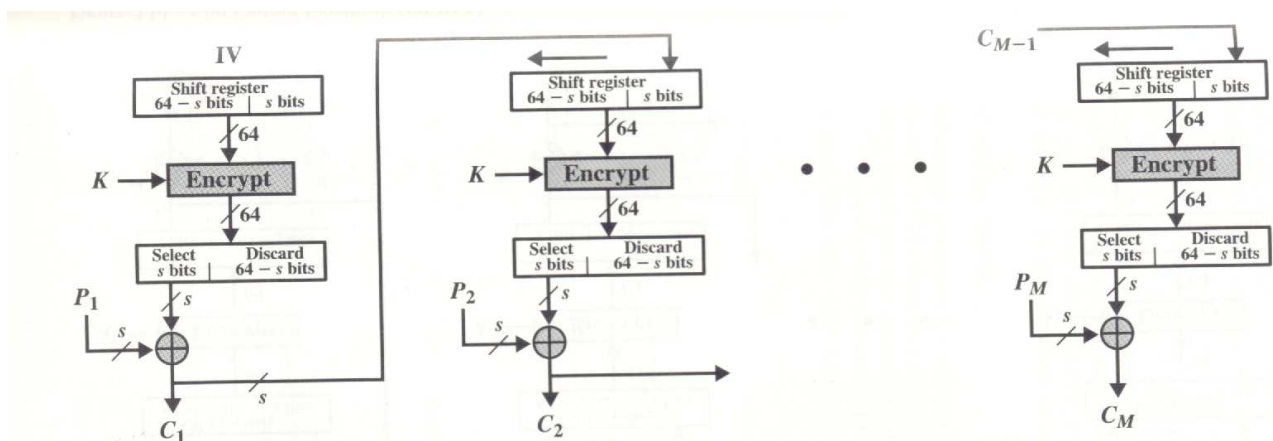 IV
Shift register
64 − s bits | s bits
64
K
Encrypt
64
Select Discard
s bits | 64 − s bits
P1
s
s
s
C1
Shift register
64 − s bits | s bits
64
K
Encrypt
64
Select Discard
s bits | 64 − s bits
P2
s
s
C2
CM−1
Shift register
64 − s bits | s bits
64
K
Encrypt
64
Select Discard
s bits | 64 − s bits
PM
s
s
CM